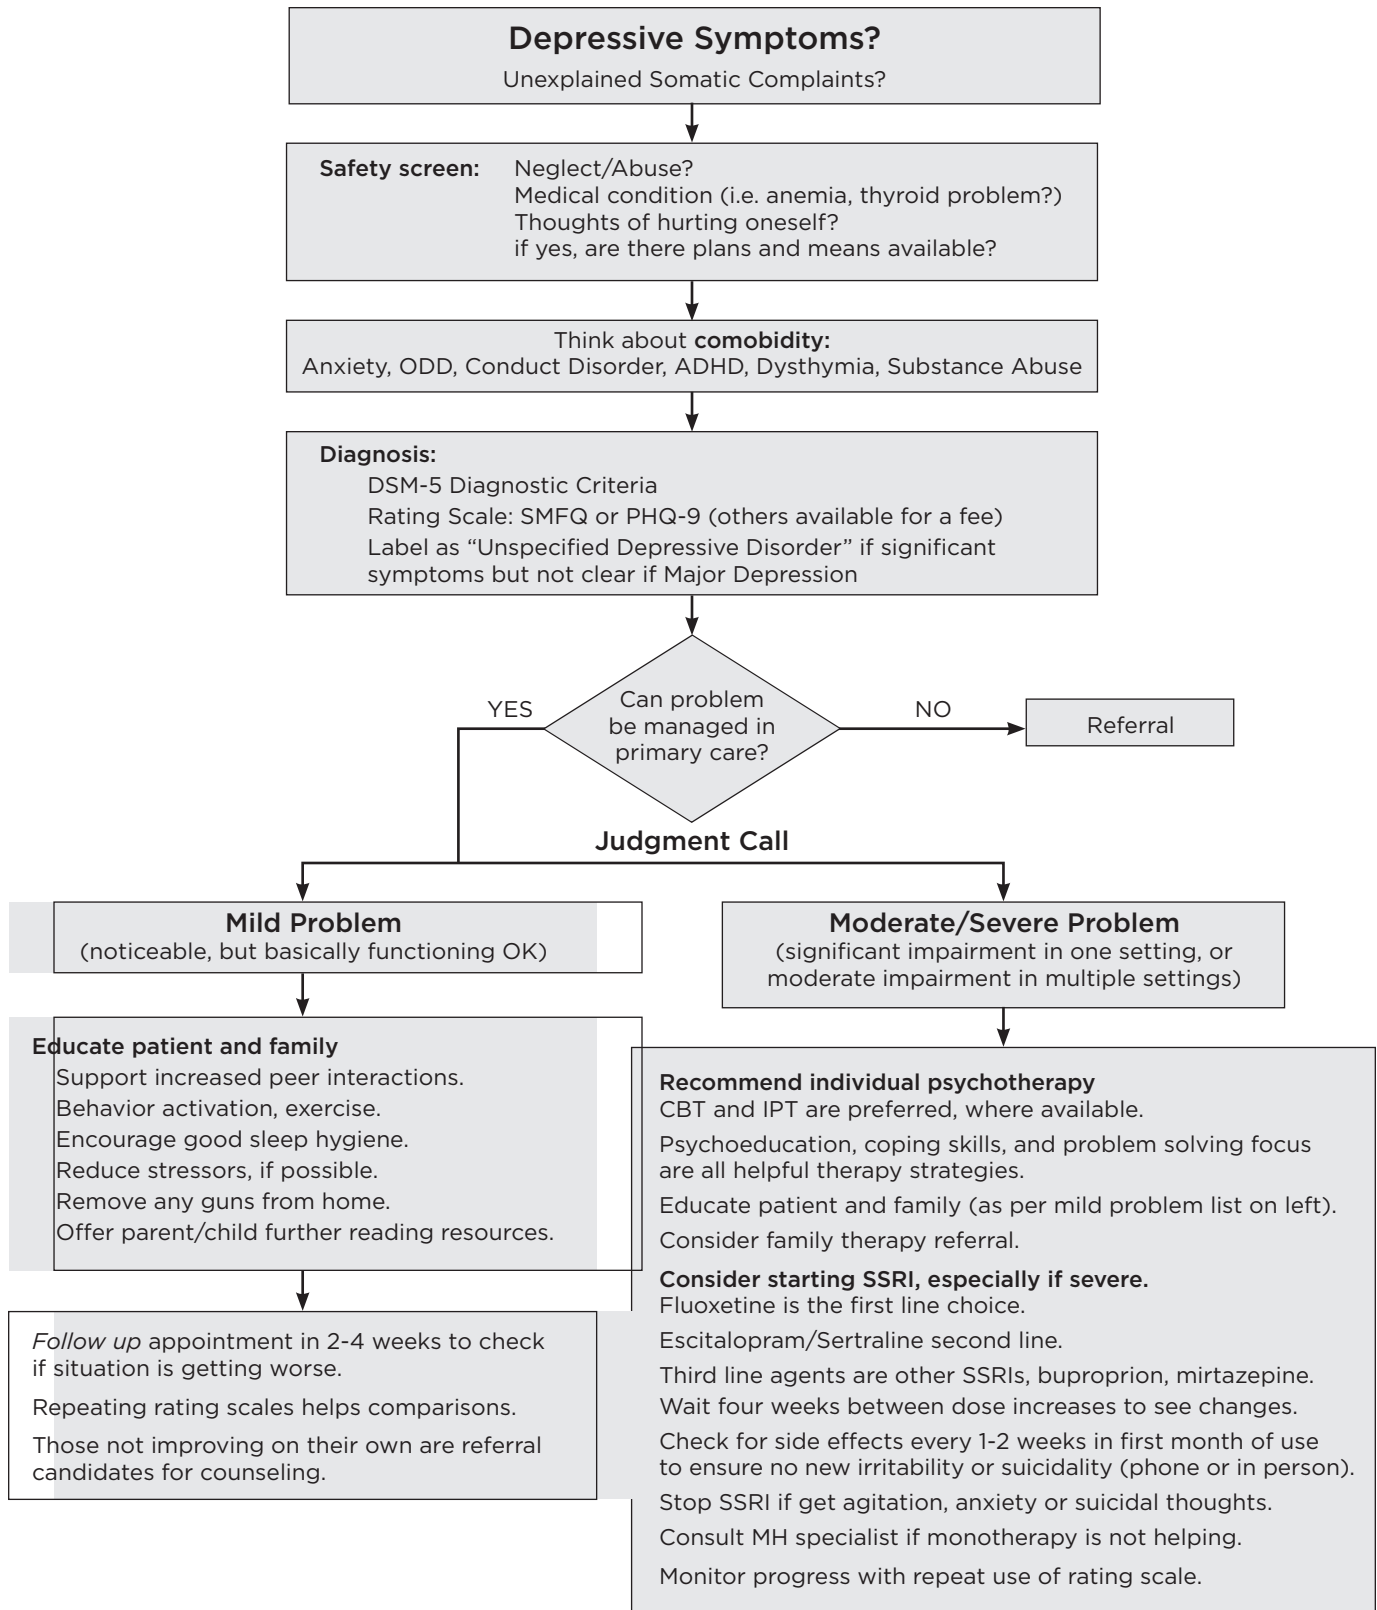 Depressive Symptoms?
Unexplained Somatic Complaints?
Safety screen: Neglect/Abuse?
Medical condition (i.e. anemia, thyroid problem?)
Thoughts of hurting oneself?
if yes, are there plans and means available?
Think about comobidity:
Anxiety, ODD, Conduct Disorder, ADHD, Dysthymia, Substance Abuse
Diagnosis:
DSM-5 Diagnostic Criteria
Rating Scale: SMFQ or PHQ-9 (others available for a fee)
Label as “Unspecified Depressive Disorder” if significant
symptoms but not clear if Major Depression
Can problem
be managed in
primary care?
YES
NO
Referral
Judgment Call
Mild Problem
(noticeable, but basically functioning OK)
Educate patient and family
Support increased peer interactions.
Behavior activation, exercise.
Encourage good sleep hygiene.
Reduce stressors, if possible.
Remove any guns from home.
Offer parent/child further reading resources.
Follow up appointment in 2-4 weeks to check
if situation is getting worse.
Repeating rating scales helps comparisons.
Those not improving on their own are referral
candidates for counseling.
Moderate/Severe Problem
(significant impairment in one setting, or
moderate impairment in multiple settings)
Recommend individual psychotherapy
CBT and IPT are preferred, where available.
Psychoeducation, coping skills, and problem solving focus
are all helpful therapy strategies.
Educate patient and family (as per mild problem list on left).
Consider family therapy referral.
Consider starting SSRI, especially if severe.
Fluoxetine is the first line choice.
Escitalopram/Sertraline second line.
Third line agents are other SSRIs, buproprion, mirtazepine.
Wait four weeks between dose increases to see changes.
Check for side effects every 1-2 weeks in first month of use
to ensure no new irritability or suicidality (phone or in person).
Stop SSRI if get agitation, anxiety or suicidal thoughts.
Consult MH specialist if monotherapy is not helping.
Monitor progress with repeat use of rating scale.